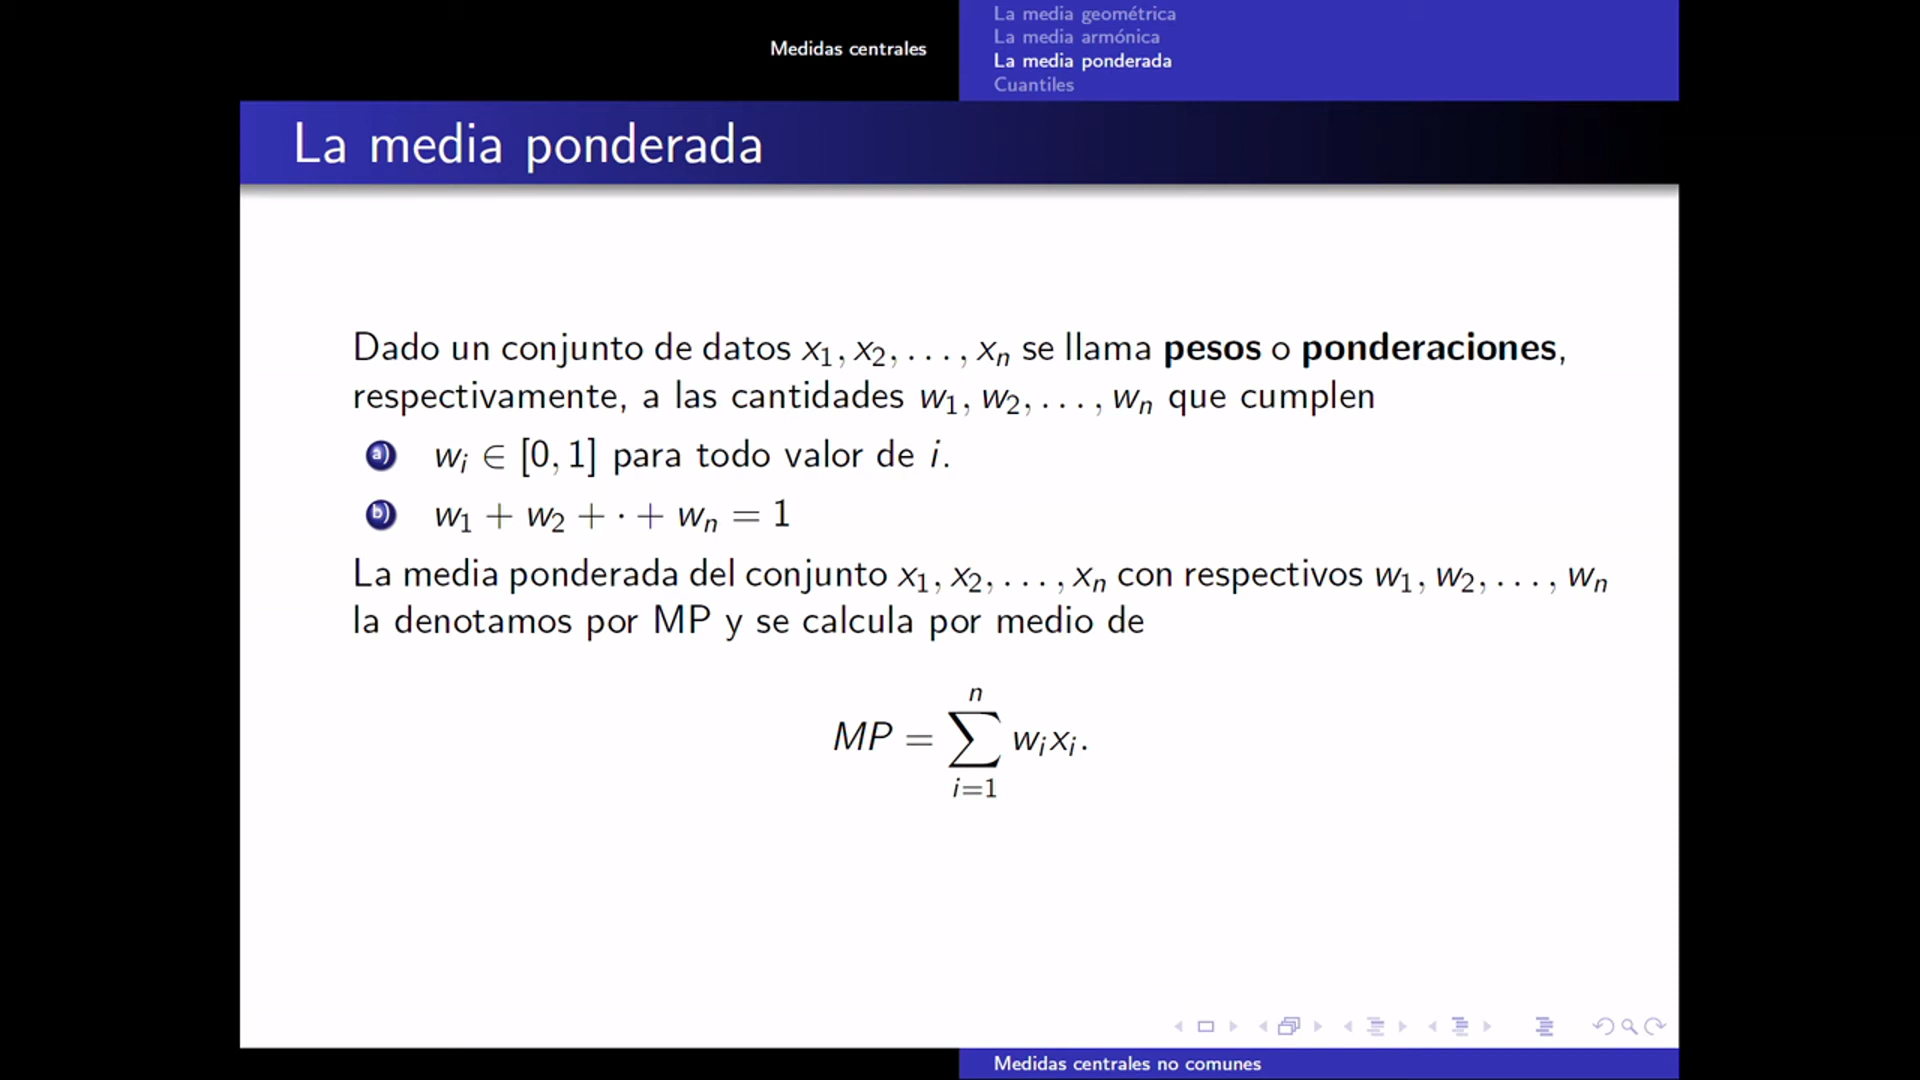 Medidas centrales
La media geométrica
La media armónica
La media ponderada
Cuantiles
La media ponderada
Dado un conjunto de datos x₁, x₂, . . . , xₙ se llama pesos o ponderaciones,
respectivamente, a las cantidades w₁, w₂, . . . , wₙ que cumplen
a) wᵢ ∈ [0, 1] para todo valor de i.
b) w₁ + w₂ + · + wₙ = 1
La media ponderada del conjunto x₁, x₂, . . . , xₙ con respectivos w₁, w₂, . . . , wₙ
la denotamos por MP y se calcula por medio de
n
MP = ∑ wᵢxᵢ.
i=1
Medidas centrales no comunes